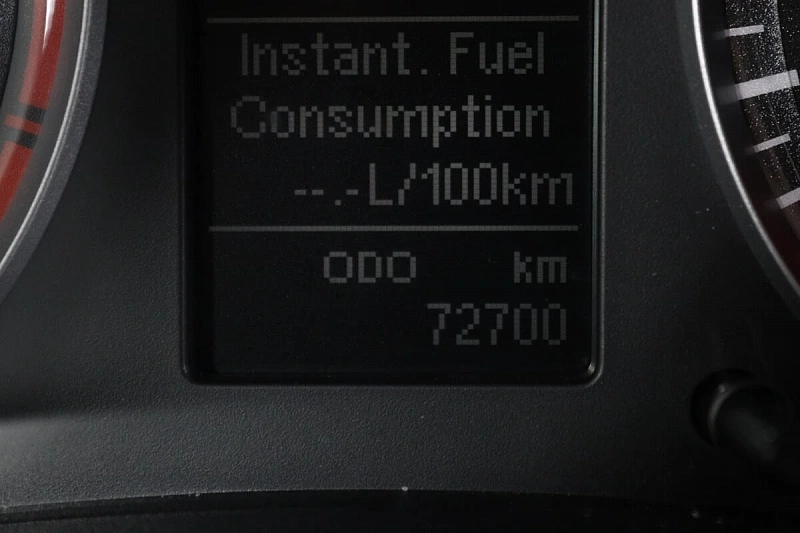 Instant. Fuel
Consumption
--.-L/100km
ODO km
72700